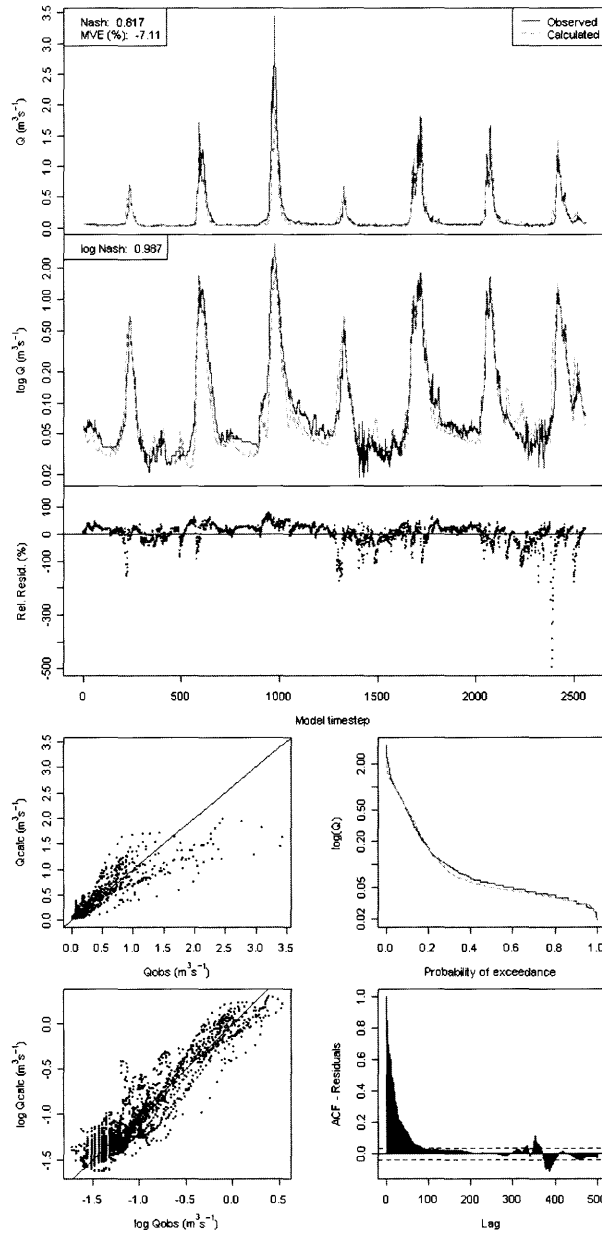 Nash: 0.817
MVE (%): -7.11
Observed
Calculated
Q (m³s⁻¹)
0.0 0.5 1.0 1.5 2.0 2.5 3.0 3.5
log Nash: 0.987
log Q (m³s⁻¹)
0.02 0.05 0.20 0.50 1.00 2.00
Rel. Resid. (%)
-500 -300 -100 0 100
0 500 1000 1500 2000 2500
Model timestep
Qcalc (m³s⁻¹)
0.0 0.5 1.0 1.5 2.0 2.5 3.0 3.5
0.0 0.5 1.0 1.5 2.0 2.5 3.0 3.5
Qobs (m³s⁻¹)
log(Q)
0.02 0.05 0.20 0.50 2.00
0.0 0.2 0.4 0.6 0.8 1.0
Probability of exceedance
log Qcalc (m³s⁻¹)
-1.5 -1.0 -0.5 0.0
-1.5 -1.0 -0.5 0.0 0.5
log Qobs (m³s⁻¹)
ACF - Residuals
0.0 0.2 0.4 0.6 0.8 1.0
0 100 200 300 400 500
Lag